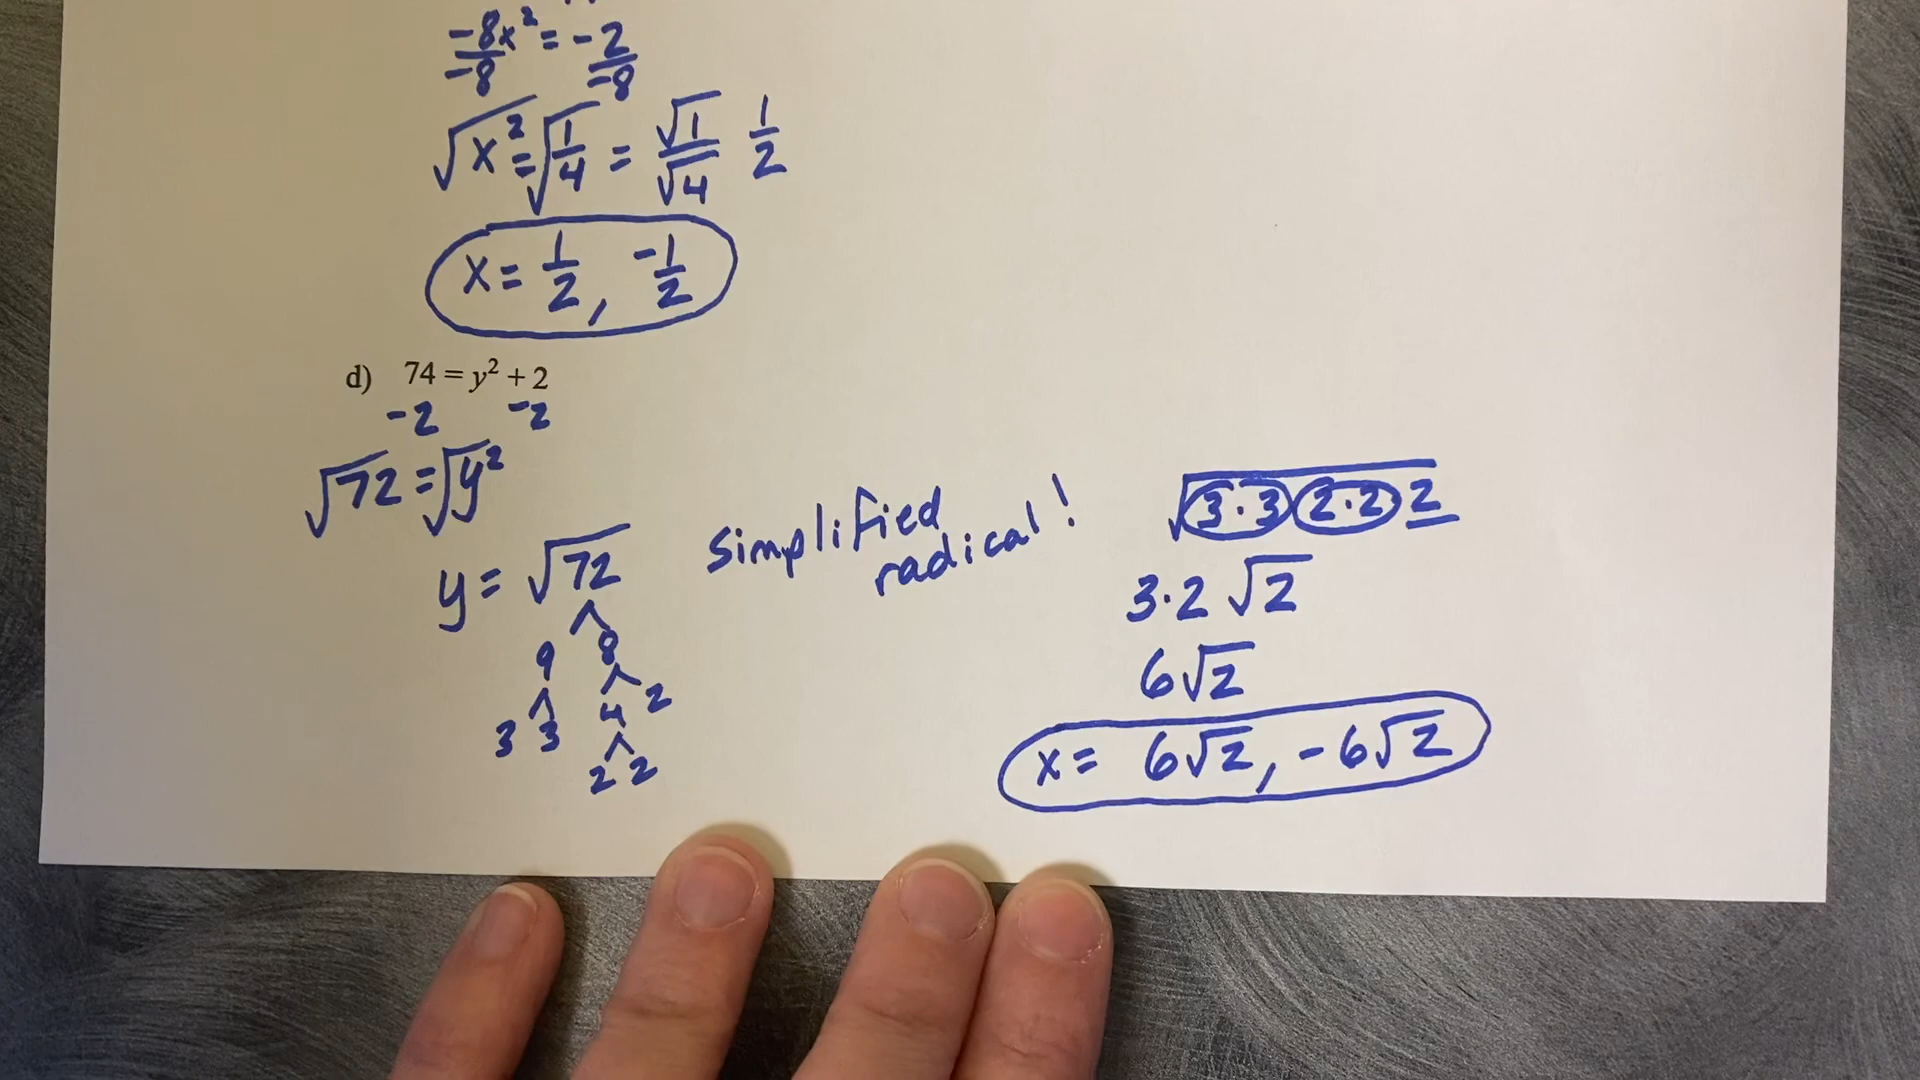 -8x² = -2
-8 -8
√x² = √1/4 = √1/√4 1/2
x = 1/2, -1/2
d) 74 = y² + 2
-2 -2
√72 = √y²
y = √72
9 8
3 3 4 2
2 2
Simplified
radical!
√3·3 2·2 2
3·2 √2
6√2
x = 6√2, -6√2